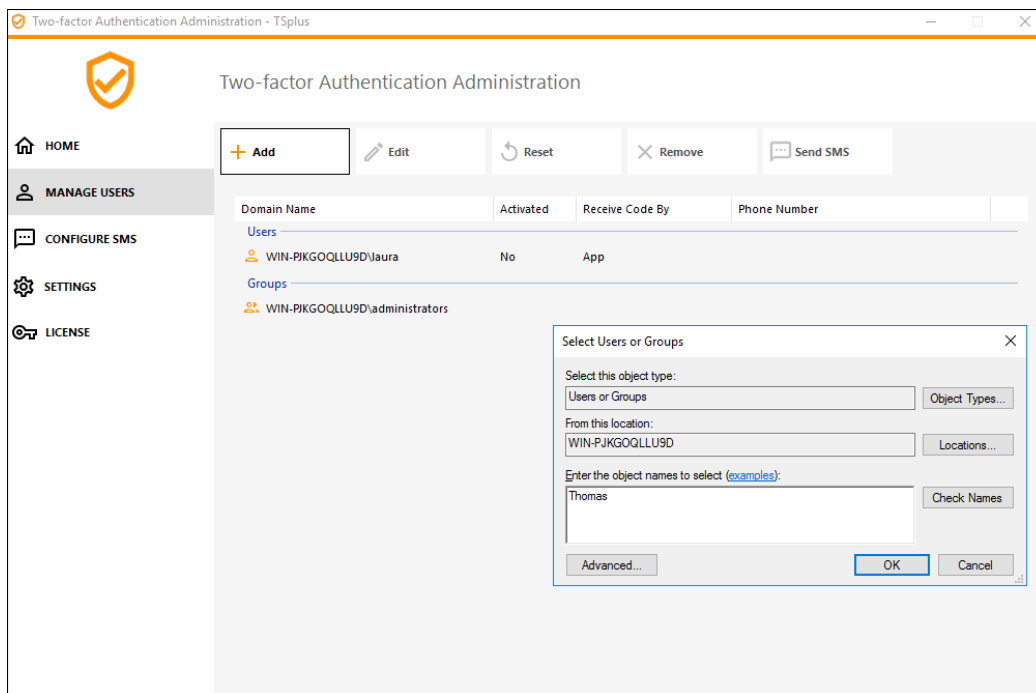 Two-factor Authentication Administration - TSplus
Two-factor Authentication Administration
HOME
MANAGE USERS
CONFIGURE SMS
SETTINGS
LICENSE
Add Edit Reset Remove Send SMS
Domain Name Activated Receive Code By Phone Number
Users
WIN-PJKGOQLLU9D\laura No App
Groups
WIN-PJKGOQLLU9D\administrators
Select Users or Groups
Select this object type:
Users or Groups Object Types...
From this location:
WIN-PJKGOQLLU9D Locations...
Enter the object names to select (examples):
Thomas Check Names
Advanced... OK Cancel